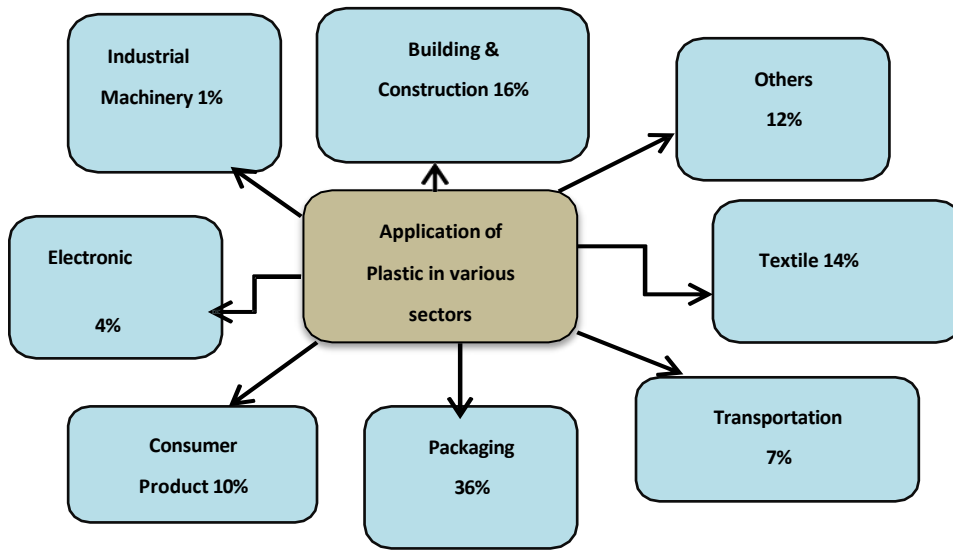 Industrial
Machinery 1%
Building &
Construction 16%
Others
12%
Electronic
4%
Application of
Plastic in various
sectors
Textile 14%
Consumer
Product 10%
Packaging
36%
Transportation
7%